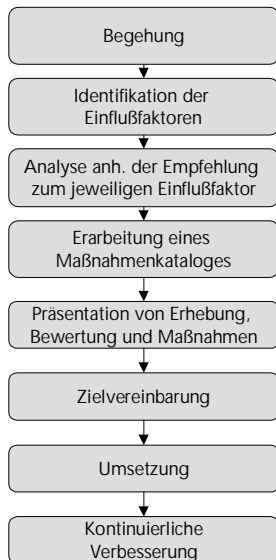 Begehung
Identifikation der
Einflußfaktoren
Analyse anh. der Empfehlung
zum jeweiligen Einflußfaktor
Erarbeitung eines
Maßnahmenkataloges
Präsentation von Erhebung,
Bewertung und Maßnahmen
Zielvereinbarung
Umsetzung
Kontinuierliche
Verbesserung